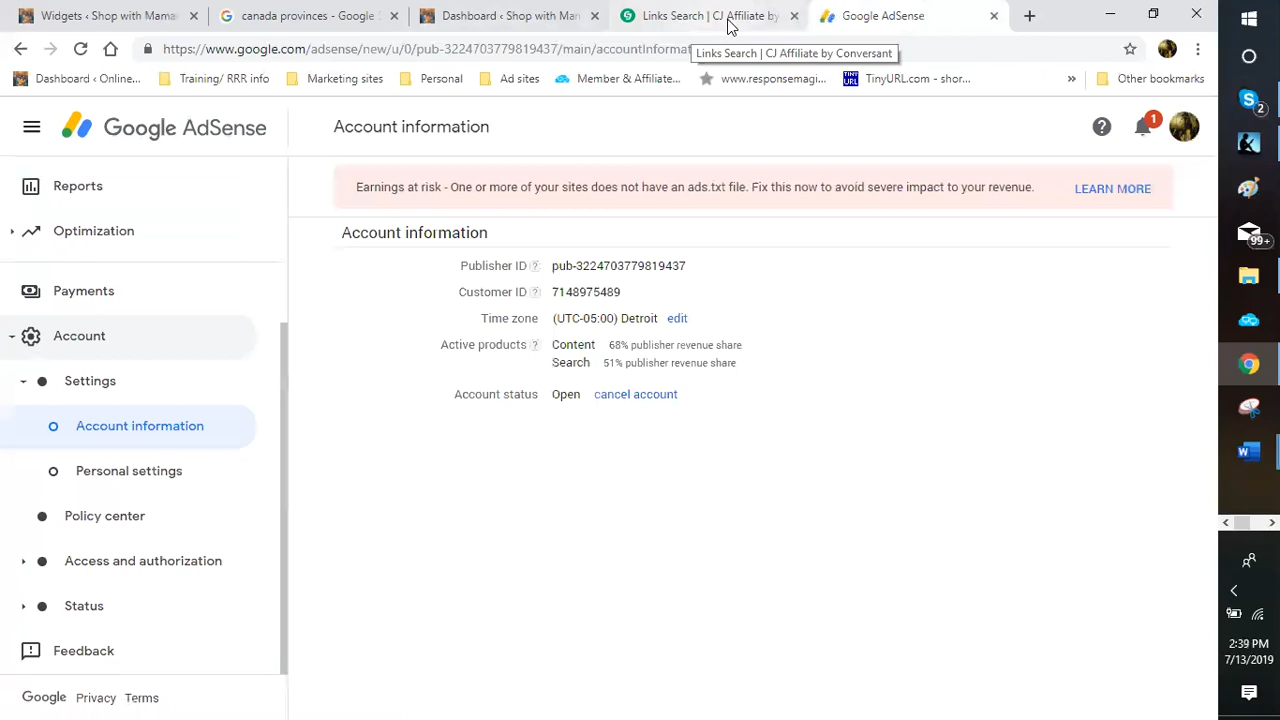 Widgets ‹ Shop with Mama
canada provinces - Google S
Dashboard ‹ Shop with Mam
Links Search | CJ Affiliate by
Google AdSense
https://www.google.com/adsense/new/u/0/pub-3224703779819437/main/accountInformat
Links Search | CJ Affiliate by Conversant
Dashboard ‹ Online...
Training/ RRR info
Marketing sites
Personal
Ad sites
Member & Affiliate...
www.responsemagi...
TINY
URL
TinyURL.com - shor...
»
Other bookmarks
Google AdSense
Account information
1
Reports
Optimization
Payments
Account
Settings
Account information
Personal settings
Policy center
Access and authorization
Status
Feedback
Google Privacy Terms
Earnings at risk - One or more of your sites does not have an ads.txt file. Fix this now to avoid severe impact to your revenue.
LEARN MORE
Account information
Publisher ID ? pub-3224703779819437
Customer ID ? 7148975489
Time zone (UTC-05:00) Detroit edit
Active products ? Content 68% publisher revenue share
Search 51% publisher revenue share
Account status Open cancel account
2
99+
2:39 PM
7/13/2019